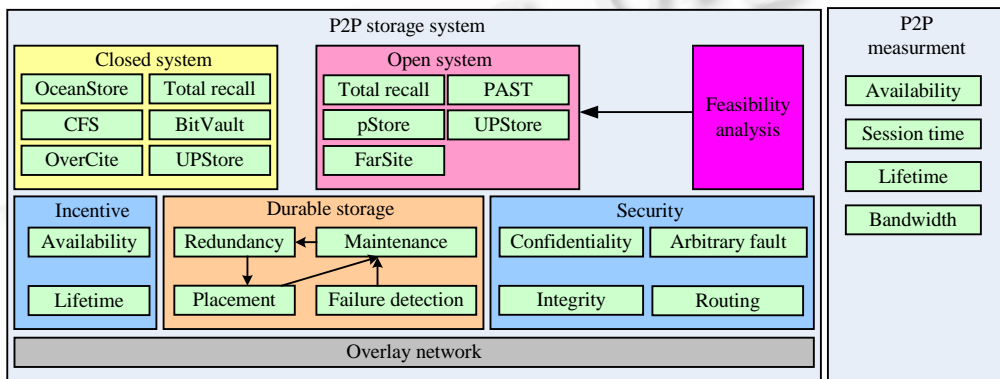 P2P storage system
Closed system
OceanStore
Total recall
CFS
BitVault
OverCite
UPStore
Open system
Total recall
PAST
pStore
UPStore
FarSite
Feasibility
analysis
Incentive
Availability
Lifetime
Durable storage
Redundancy
Maintenance
Placement
Failure detection
Security
Confidentiality
Arbitrary fault
Integrity
Routing
Overlay network
P2P
measurment
Availability
Session time
Lifetime
Bandwidth